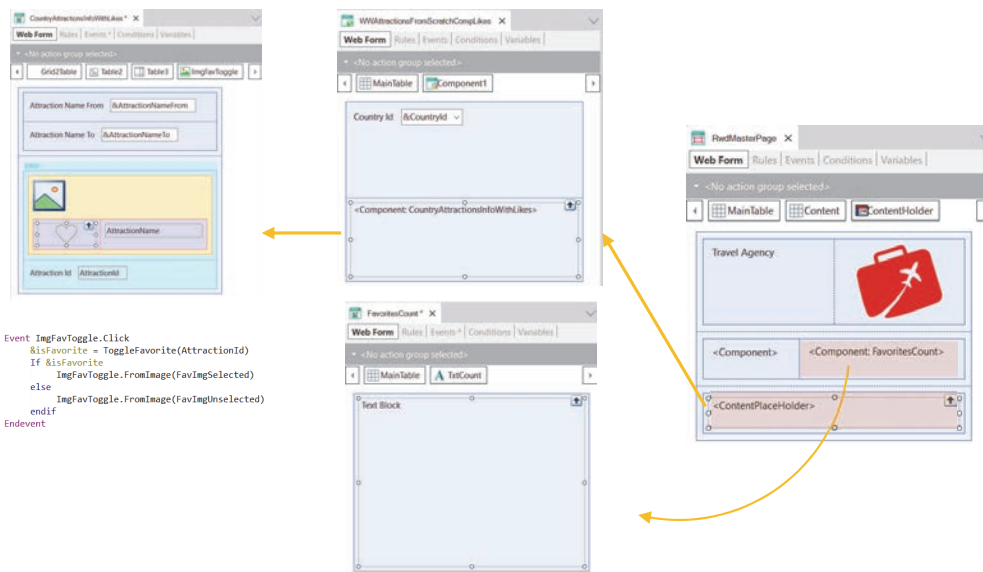 CountryAttractionsInfoWithLikes *
Web Form | Rules | Events * | Conditions | Variables |
<No action group selected>
Grid2Table Table2 Table3 ImgFavToggle
Attraction Name From &AttractionNameFrom
Attraction Name To &AttractionNameTo
AttractionName
Attraction Id AttractionId
Event ImgFavToggle.Click
&isFavorite = ToggleFavorite(AttractionId)
If &isFavorite
ImgFavToggle.FromImage(FavImgSelected)
else
ImgFavToggle.FromImage(FavImgUnselected)
endif
Endevent
WWAttractionsFromScratchCompLikes
Web Form | Rules | Events | Conditions | Variables |
<No action group selected>
MainTable Component1
Country Id &CountryId
<Component: CountryAttractionsInfoWithLikes>
FavoritesCount *
Web Form | Rules | Events * | Conditions | Variables |
<No action group selected>
MainTable A TxtCount
Text Block
RwdMasterPage
Web Form | Rules | Events | Conditions | Variables |
<No action group selected>
MainTable Content ContentHolder
Travel Agency
<Component> <Component: FavoritesCount>
<ContentPlaceHolder>